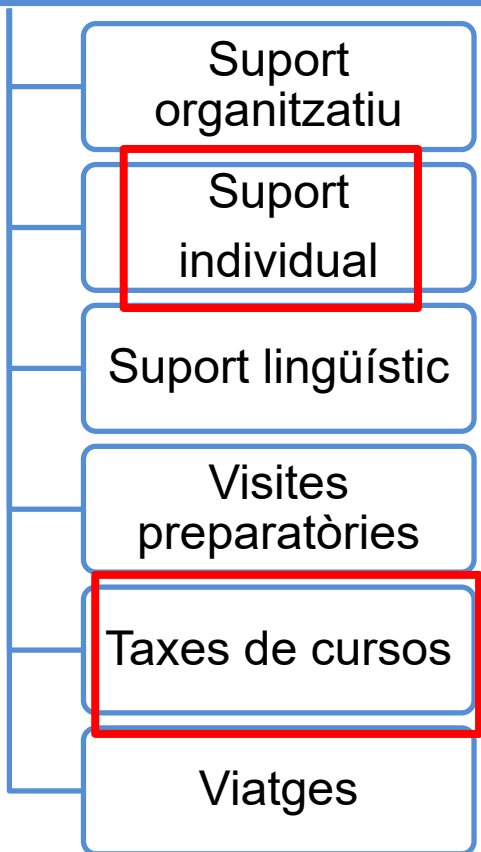 Suport
organitzatiu
Suport
individual
Suport lingüístic
Visites
preparatòries
Taxes de cursos
Viatges